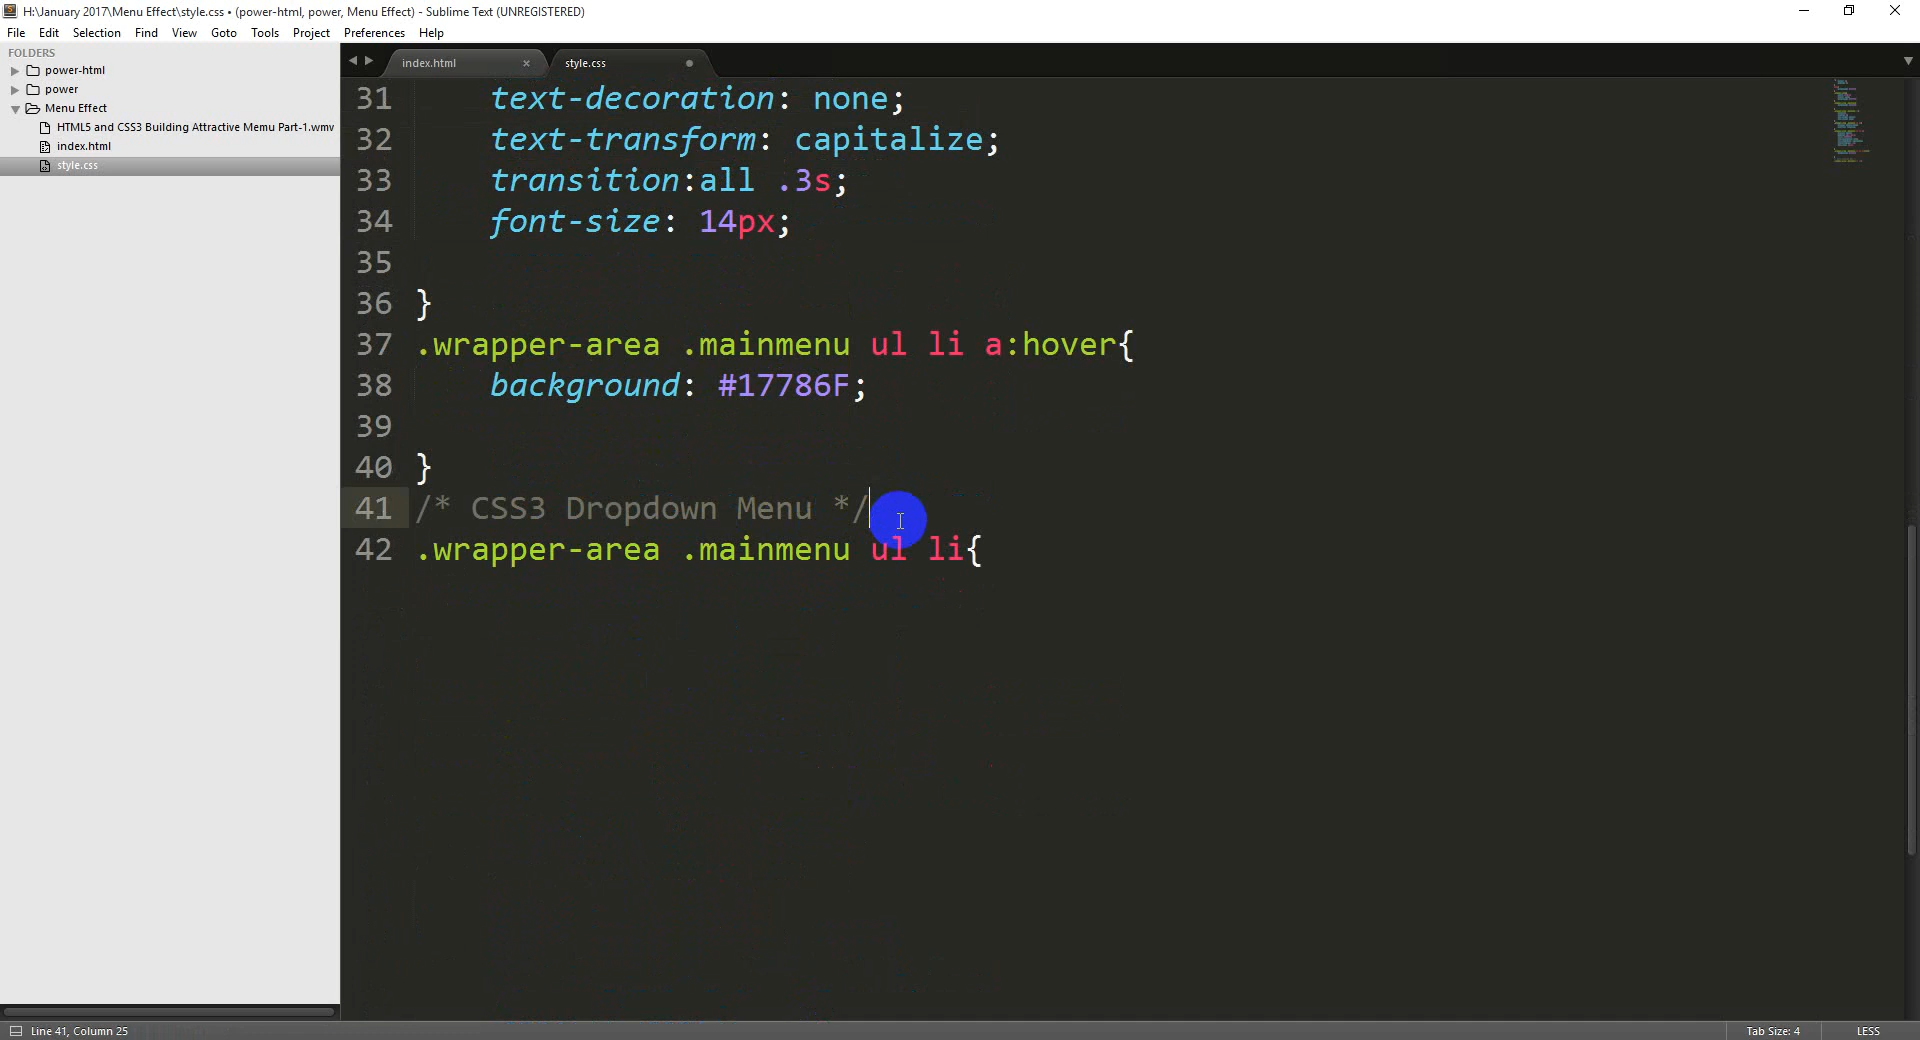 H:\January 2017\Menu Effect\style.css • (power-html, power, Menu Effect) - Sublime Text (UNREGISTERED)
File Edit Selection Find View Goto Tools Project Preferences Help
FOLDERS
power-html
power
Menu Effect
HTML5 and CSS3 Building Attractive Memu Part-1.wmv
index.html
style.css
index.html × style.css
31 text-decoration: none;
32 text-transform: capitalize;
33 transition:all .3s;
34 font-size: 14px;
35
36 }
37 .wrapper-area .mainmenu ul li a:hover{
38 background: #17786F;
39
40 }
41 /* CSS3 Dropdown Menu */
42 .wrapper-area .mainmenu ul li{
Line 41, Column 25 Tab Size: 4 LESS